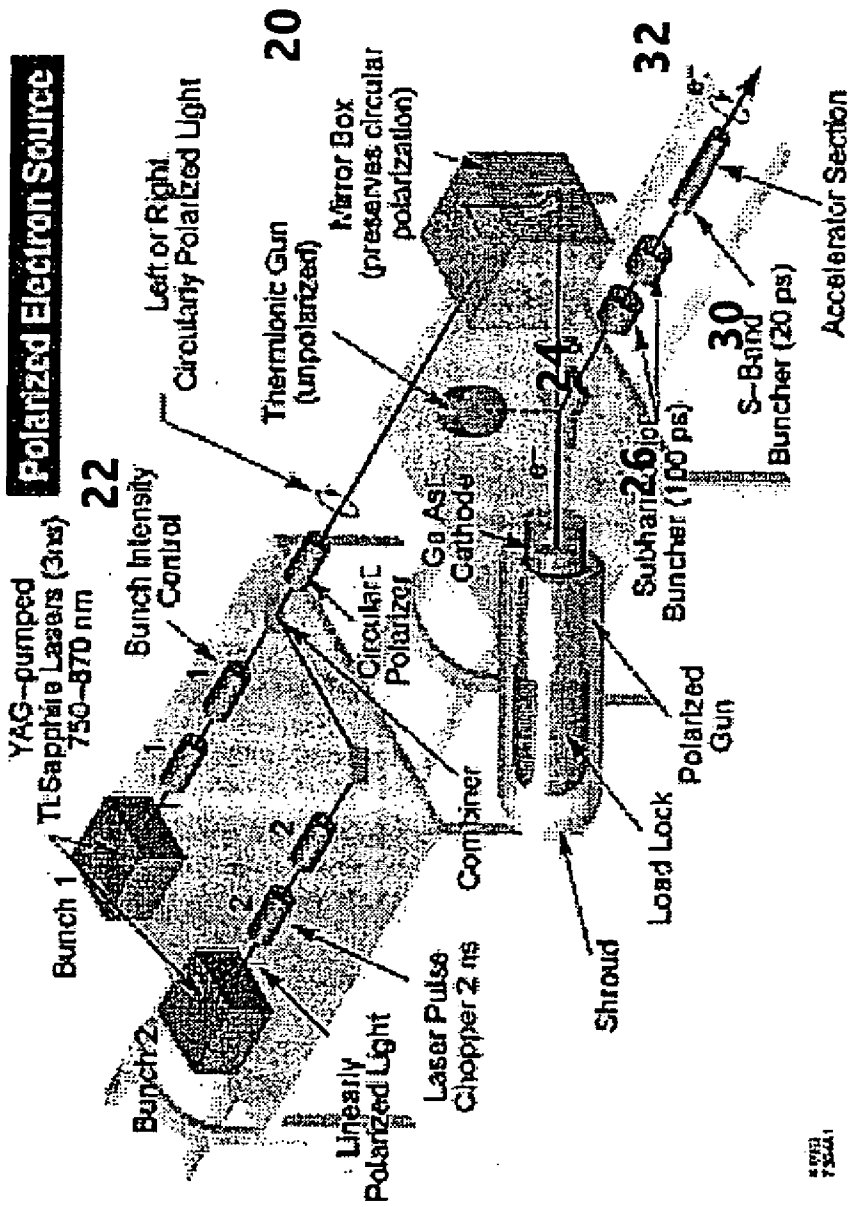 Polarized Electron Source
YAG-pumped
Ti.Sapphire Lasers (3ns)
750-870 nm
22
Bunch Intensity
Control
Left or Right
Circularly Polarized Light
20
Thermionic Gun
(unpolarized)
Mirror Box
(preserves circular
polarization)
Bunch 1
Bunch 2
1
1
2
2
Linearly
Polarized Light
Laser Pulse
Chopper 2 ns
Combiner
Circular
Polarizer
Ga As
Cathode
e-
24
26
Buncher (100 ps)
30
S-Band
Buncher (20 ps)
32
e-
Accelerator Section
Shroud
Load Lock
Polarized
Gun